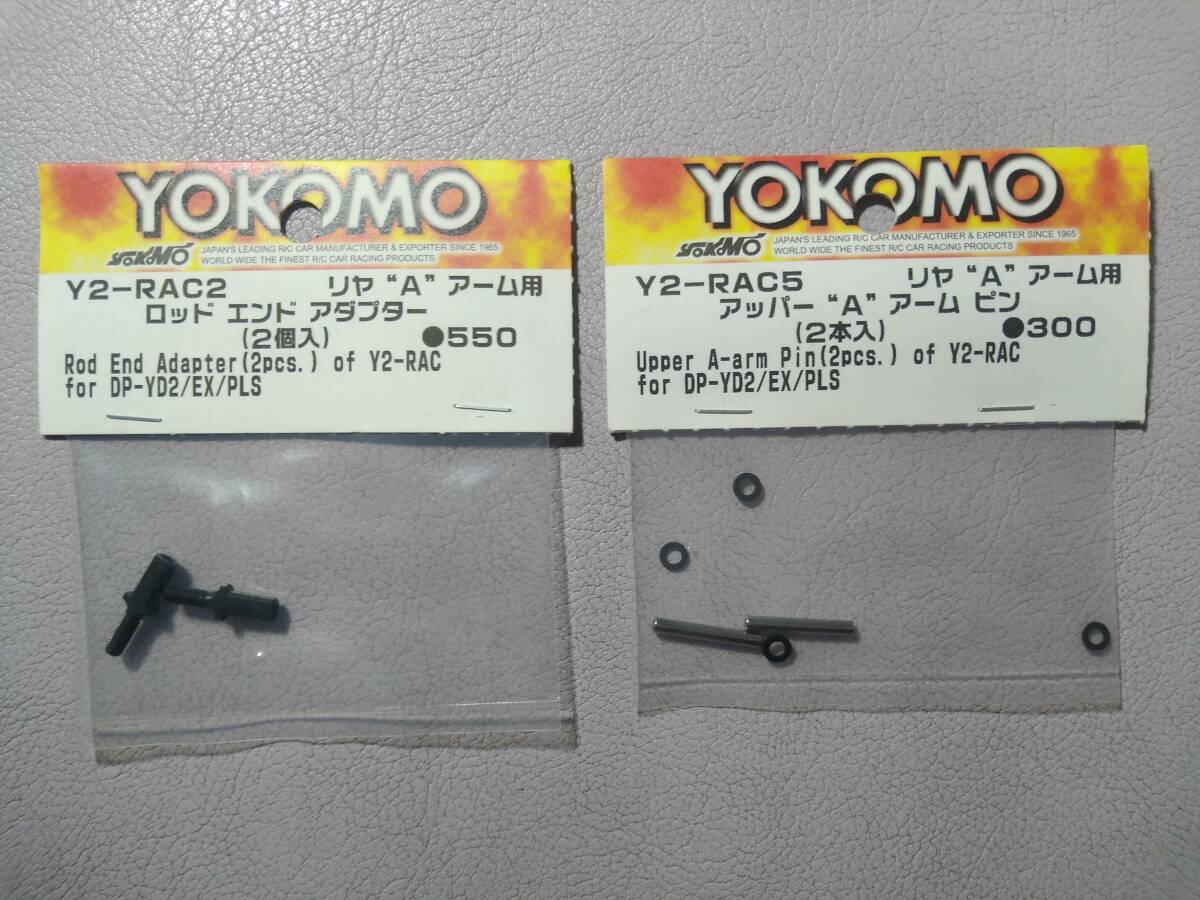 YOKOMO
YOKOMO JAPAN'S LEADING R/C CAR MANUFACTURER & EXPORTER SINCE 1965
WORLD WIDE THE FINEST R/C CAR RACING PRODUCTS
Y2-RAC2 リヤ “A” アーム用
ロッド エンド アダプター
(2個入) ●550
Rod End Adapter(2pcs.) of Y2-RAC
for DP-YD2/EX/PLS
YOKOMO
YOKOMO JAPAN'S LEADING R/C CAR MANUFACTURER & EXPORTER SINCE 1965
WORLD WIDE THE FINEST R/C CAR RACING PRODUCTS
Y2-RAC5 リヤ “A” アーム用
アッパー “A” アーム ピン
(2本入) ●300
Upper A-arm Pin(2pcs.) of Y2-RAC
for DP-YD2/EX/PLS